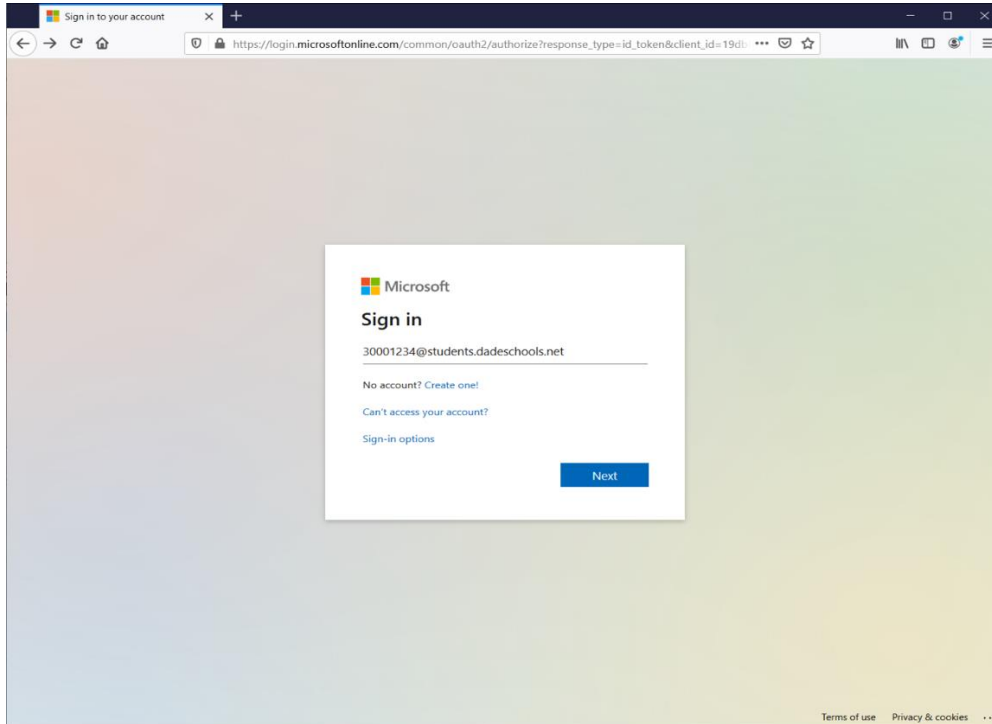 Sign in to your account
https://login.microsoftonline.com/common/oauth2/authorize?response_type=id_token&client_id=19db
Microsoft
Sign in
30001234@students.dadeschools.net
No account? Create one!
Can't access your account?
Sign-in options
Next
Terms of use Privacy & cookies